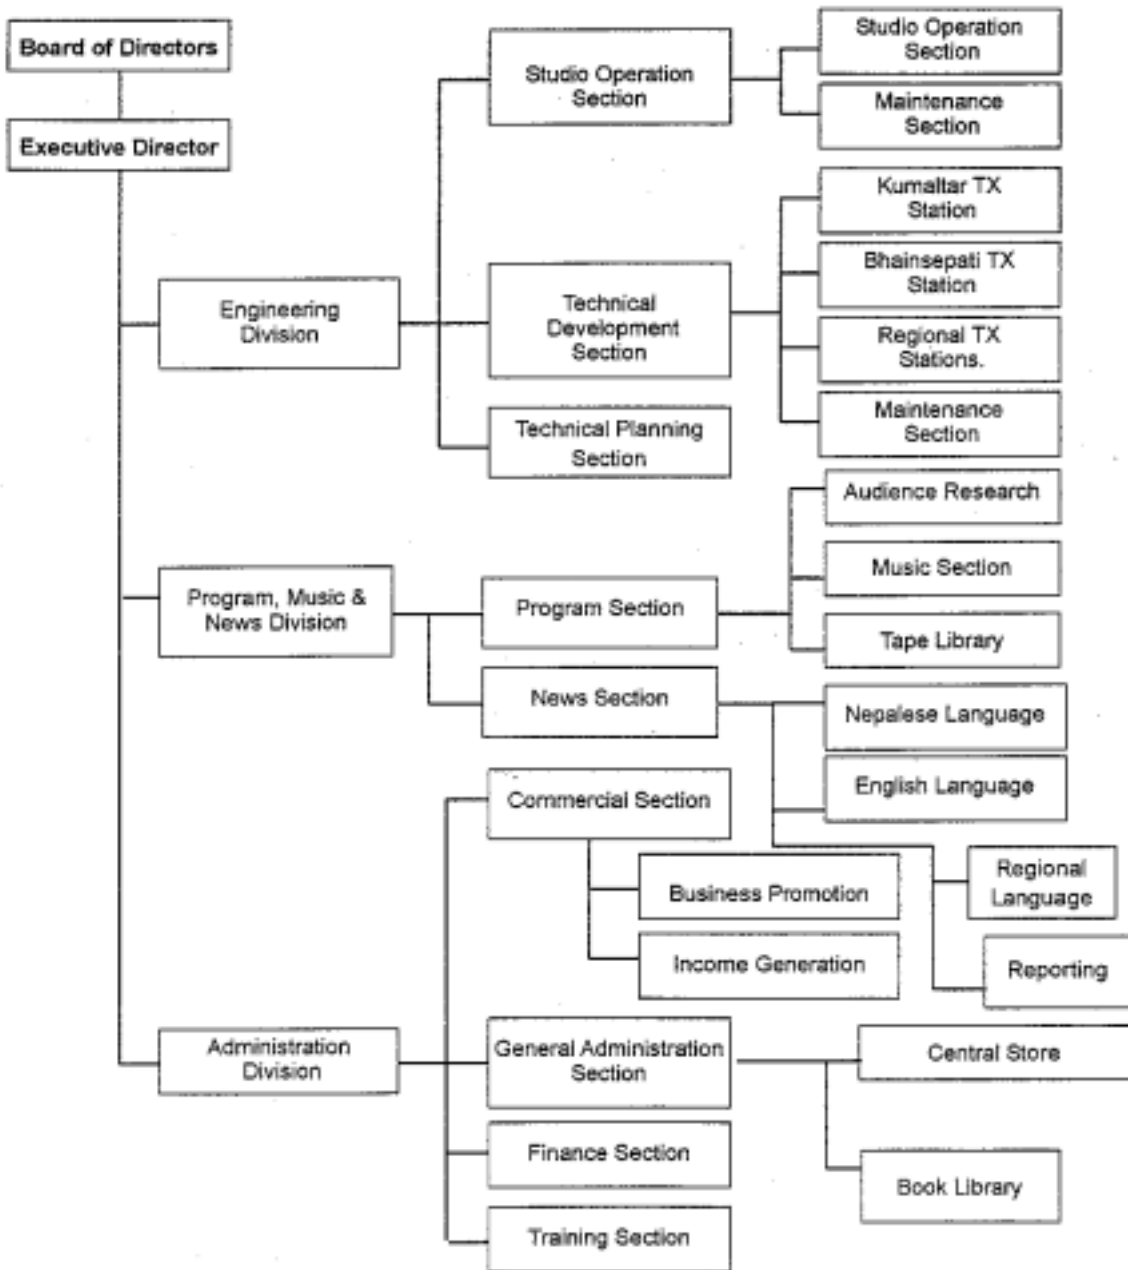 Board of Directors
Executive Director
Engineering
Division
Studio Operation
Section
Studio Operation
Section
Maintenance
Section
Technical
Development
Section
Kumaltar TX
Station
Bhainsepati TX
Station
Regional TX
Stations.
Maintenance
Section
Technical Planning
Section
Program, Music &
News Division
Program Section
Audience Research
Music Section
Tape Library
News Section
Nepalese Language
English Language
Regional
Language
Reporting
Administration
Division
Commercial Section
Business Promotion
Income Generation
General Administration
Section
Central Store
Book Library
Finance Section
Training Section